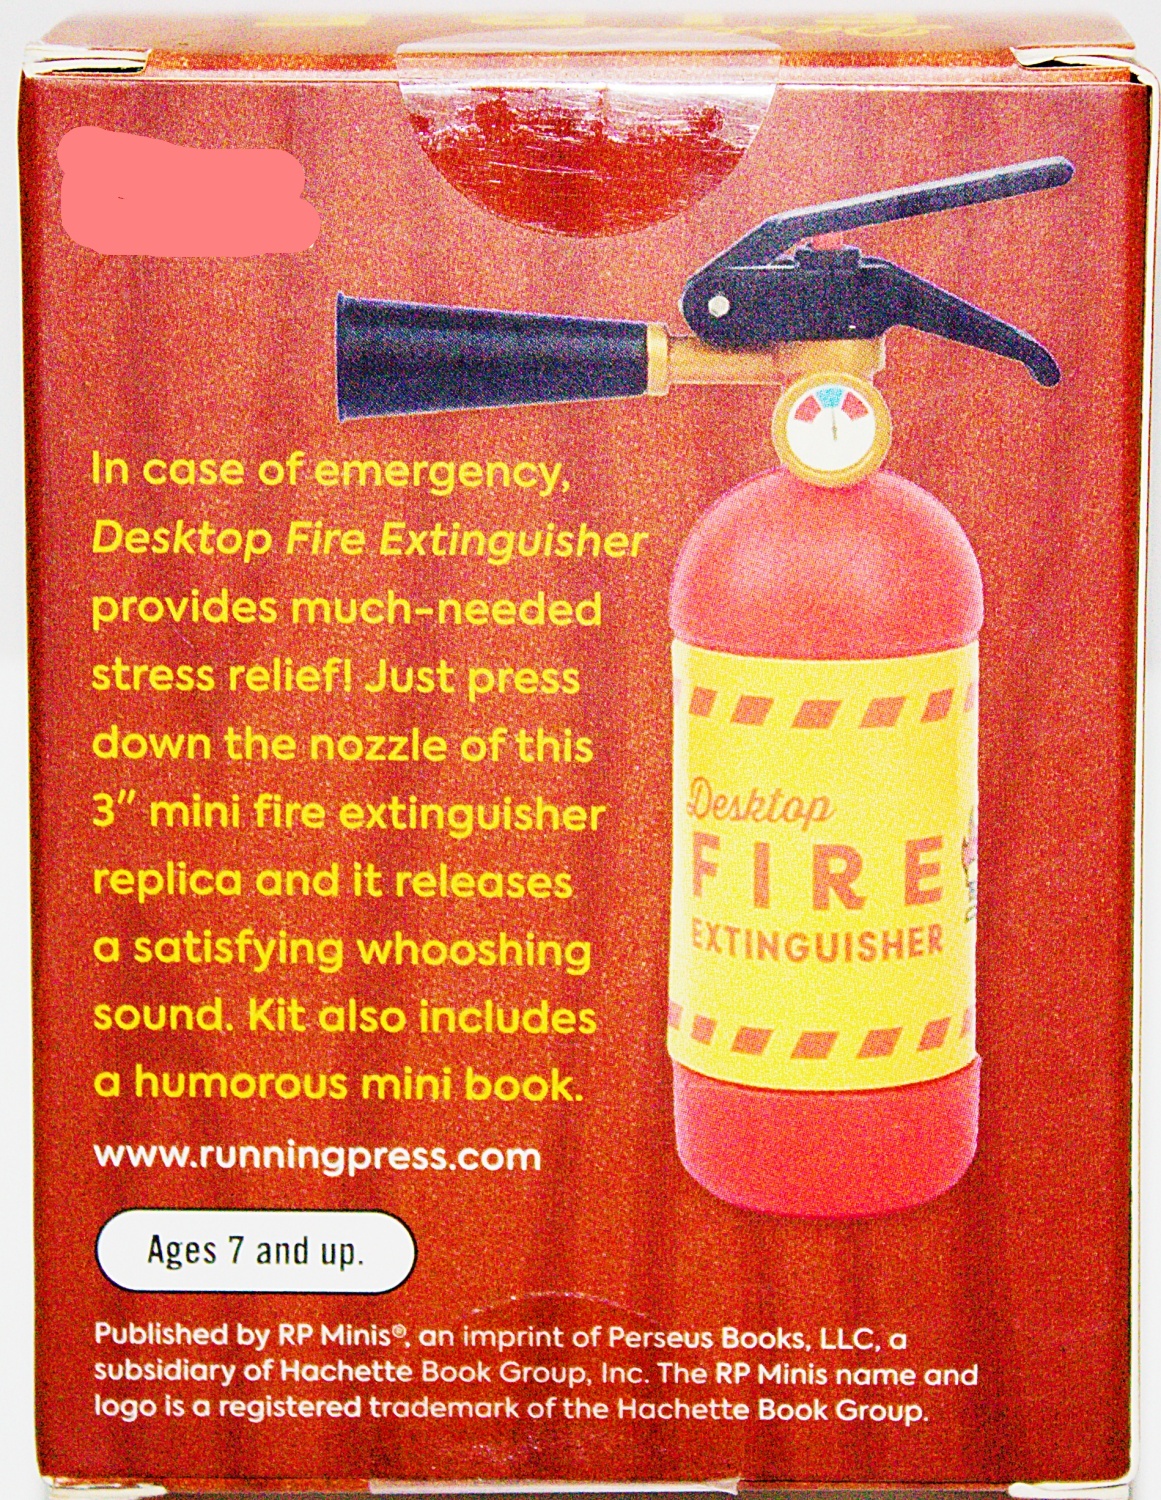 In case of emergency,
Desktop Fire Extinguisher
provides much-needed
stress relief! Just press
down the nozzle of this
3″ mini fire extinguisher
replica and it releases
a satisfying whooshing
sound. Kit also includes
a humorous mini book.
www.runningpress.com
Ages 7 and up.
Published by RP Minis®, an imprint of Perseus Books, LLC, a
subsidiary of Hachette Book Group, Inc. The RP Minis name and
logo is a registered trademark of the Hachette Book Group.
Desktop
FIRE
EXTINGUISHER